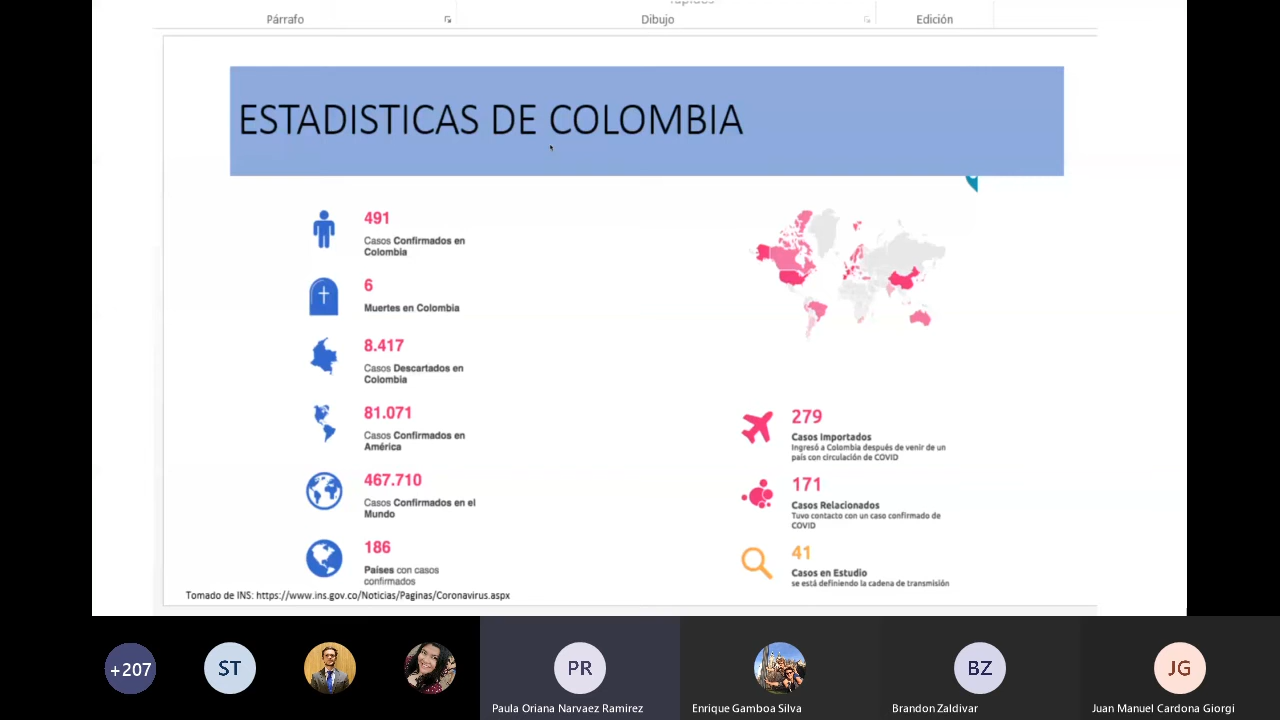 Párrafo
Dibujo
Edición
ESTADISTICAS DE COLOMBIA
491
Casos Confirmados en
Colombia
6
Muertes en Colombia
8.417
Casos Descartados en
Colombia
81.071
Casos Confirmados en
América
467.710
Casos Confirmados en el
Mundo
186
Países con casos
confirmados
279
Casos Importados
Ingresó a Colombia después de venir de un
país con circulación de COVID
171
Casos Relacionados
Tuvo contacto con un caso confirmado de
COVID
41
Casos en Estudio
se está definiendo la cadena de transmisión
Tomado de INS: https://www.ins.gov.co/Noticias/Paginas/Coronavirus.aspx
+207
ST
PR
BZ
JG
Paula Oriana Narvaez Ramirez
Enrique Gamboa Silva
Brandon Zaldivar
Juan Manuel Cardona Giorgi